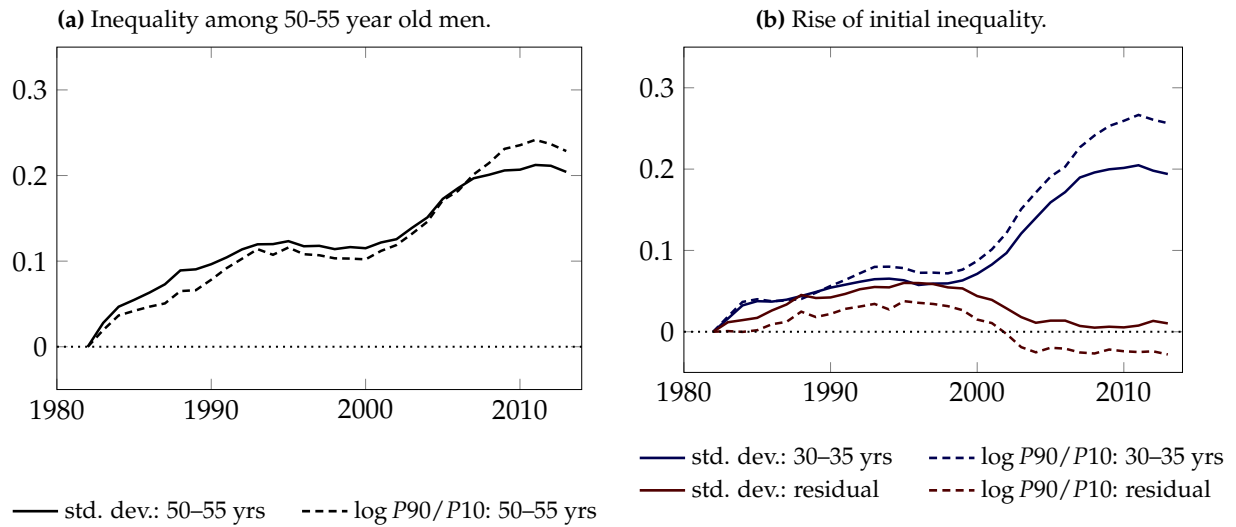 (a) Inequality among 50-55 year old men.
0.3
0.2
0.1
0
1980 1990 2000 2010
std. dev.: 50–55 yrs log P90/P10: 50–55 yrs
(b) Rise of initial inequality.
0.3
0.2
0.1
0
1980 1990 2000 2010
std. dev.: 30–35 yrs log P90/P10: 30–35 yrs
std. dev.: residual log P90/P10: residual